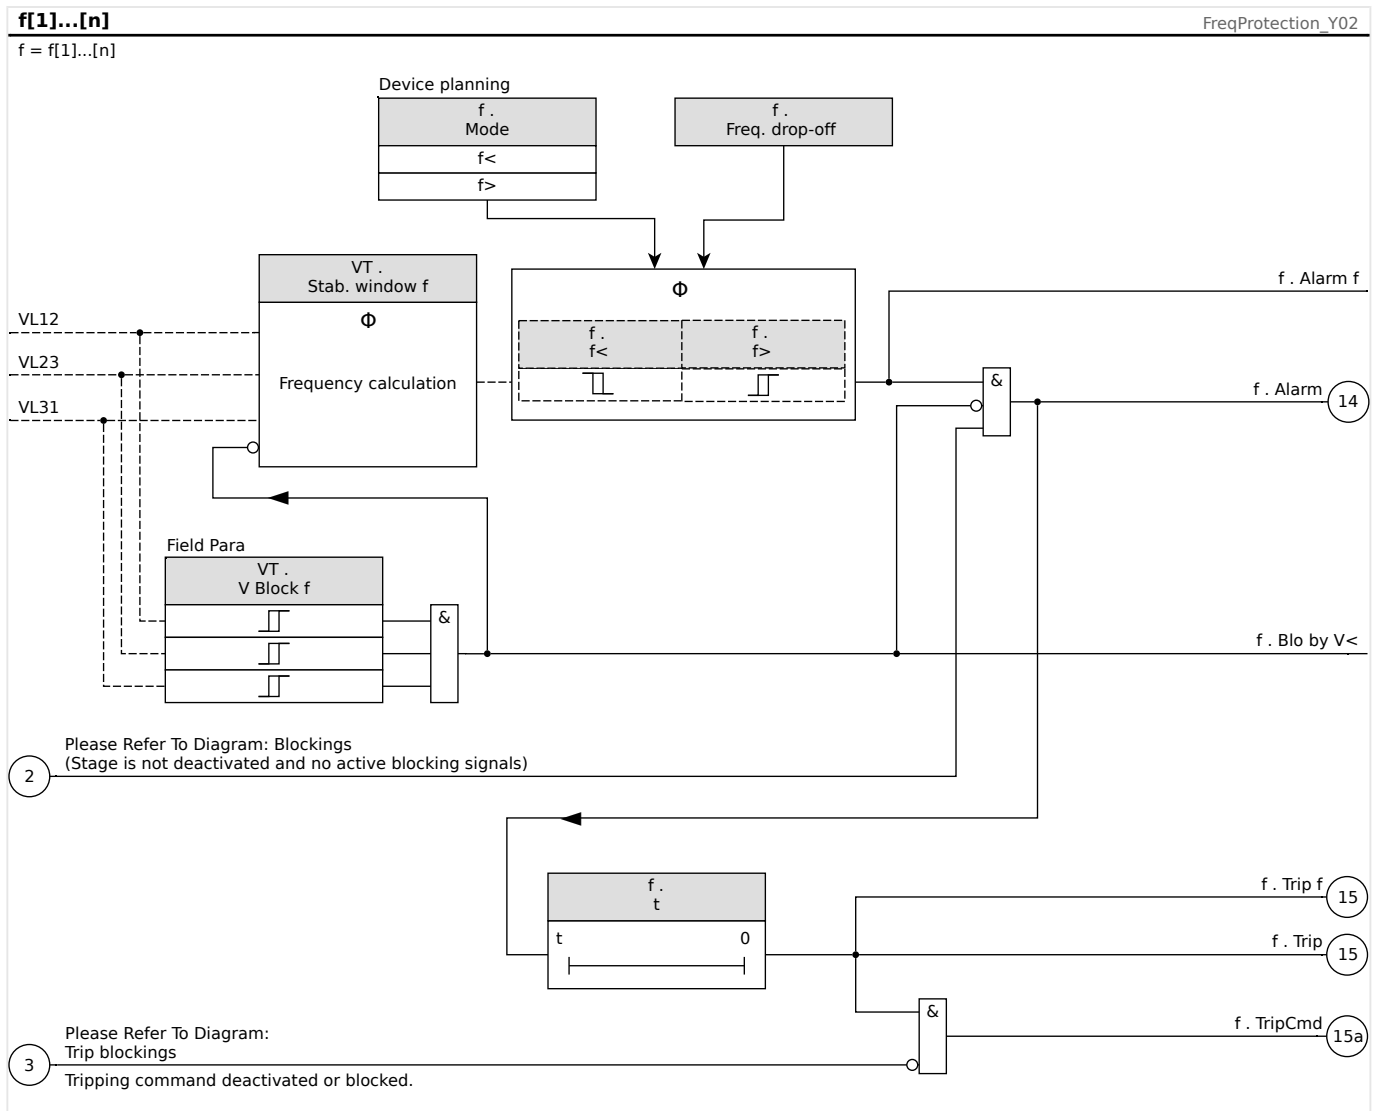 f[1]...[n]
FreqProtection_Y02
f = f[1]...[n]
Device planning
f .
Mode
f<
f>
f .
Freq. drop-off
VT .
Stab. window f
Φ
Frequency calculation
Φ
f .
f<
f .
f>
VL12
VL23
VL31
f . Alarm f
&
f . Alarm
14
Field Para
VT .
V Block f
&
f . Blo by V<
Please Refer To Diagram: Blockings
(Stage is not deactivated and no active blocking signals)
2
f .
t
t
0
f . Trip f
15
f . Trip
15
&
f . TripCmd
15a
Please Refer To Diagram:
Trip blockings
3
Tripping command deactivated or blocked.